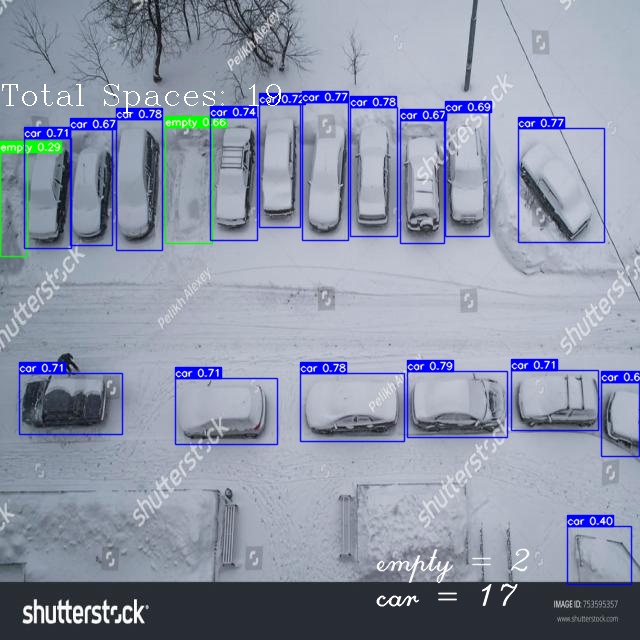 Total Spaces: 19
car 0.72
car 0.77
car 0.78
car 0.69
car 0.78
car 0.74
car 0.67
car 0.77
empty 0.66
car 0.67
car 0.71
empty 0.29
car 0.71
car 0.71
car 0.78
car 0.79
car 0.71
car 0.6
car 0.40
empty = 2
car = 17
shutterstock
Pelikh Alexey
shutterstock
IMAGE ID: 753595357
www.shutterstock.com